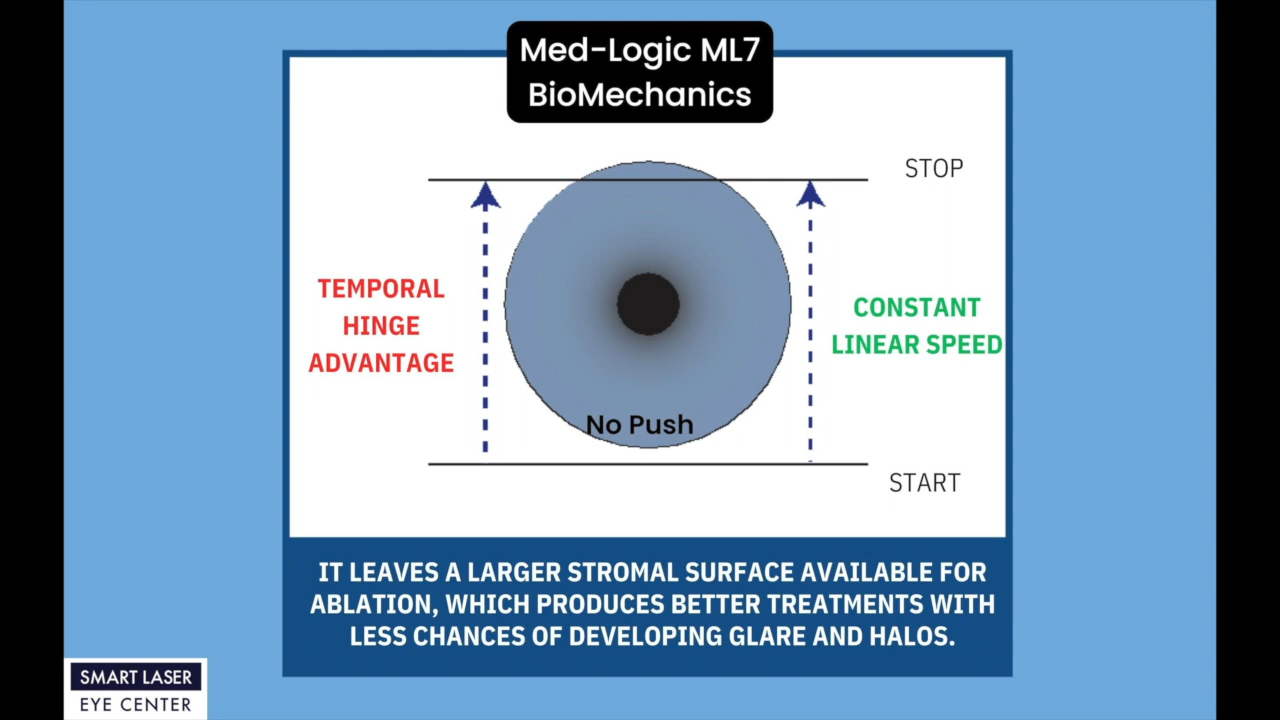 Med-Logic ML7
BioMechanics
STOP
TEMPORAL
HINGE
ADVANTAGE
CONSTANT
LINEAR SPEED
No Push
START
IT LEAVES A LARGER STROMAL SURFACE AVAILABLE FOR
ABLATION, WHICH PRODUCES BETTER TREATMENTS WITH
LESS CHANCES OF DEVELOPING GLARE AND HALOS.
SMART LASER
EYE CENTER